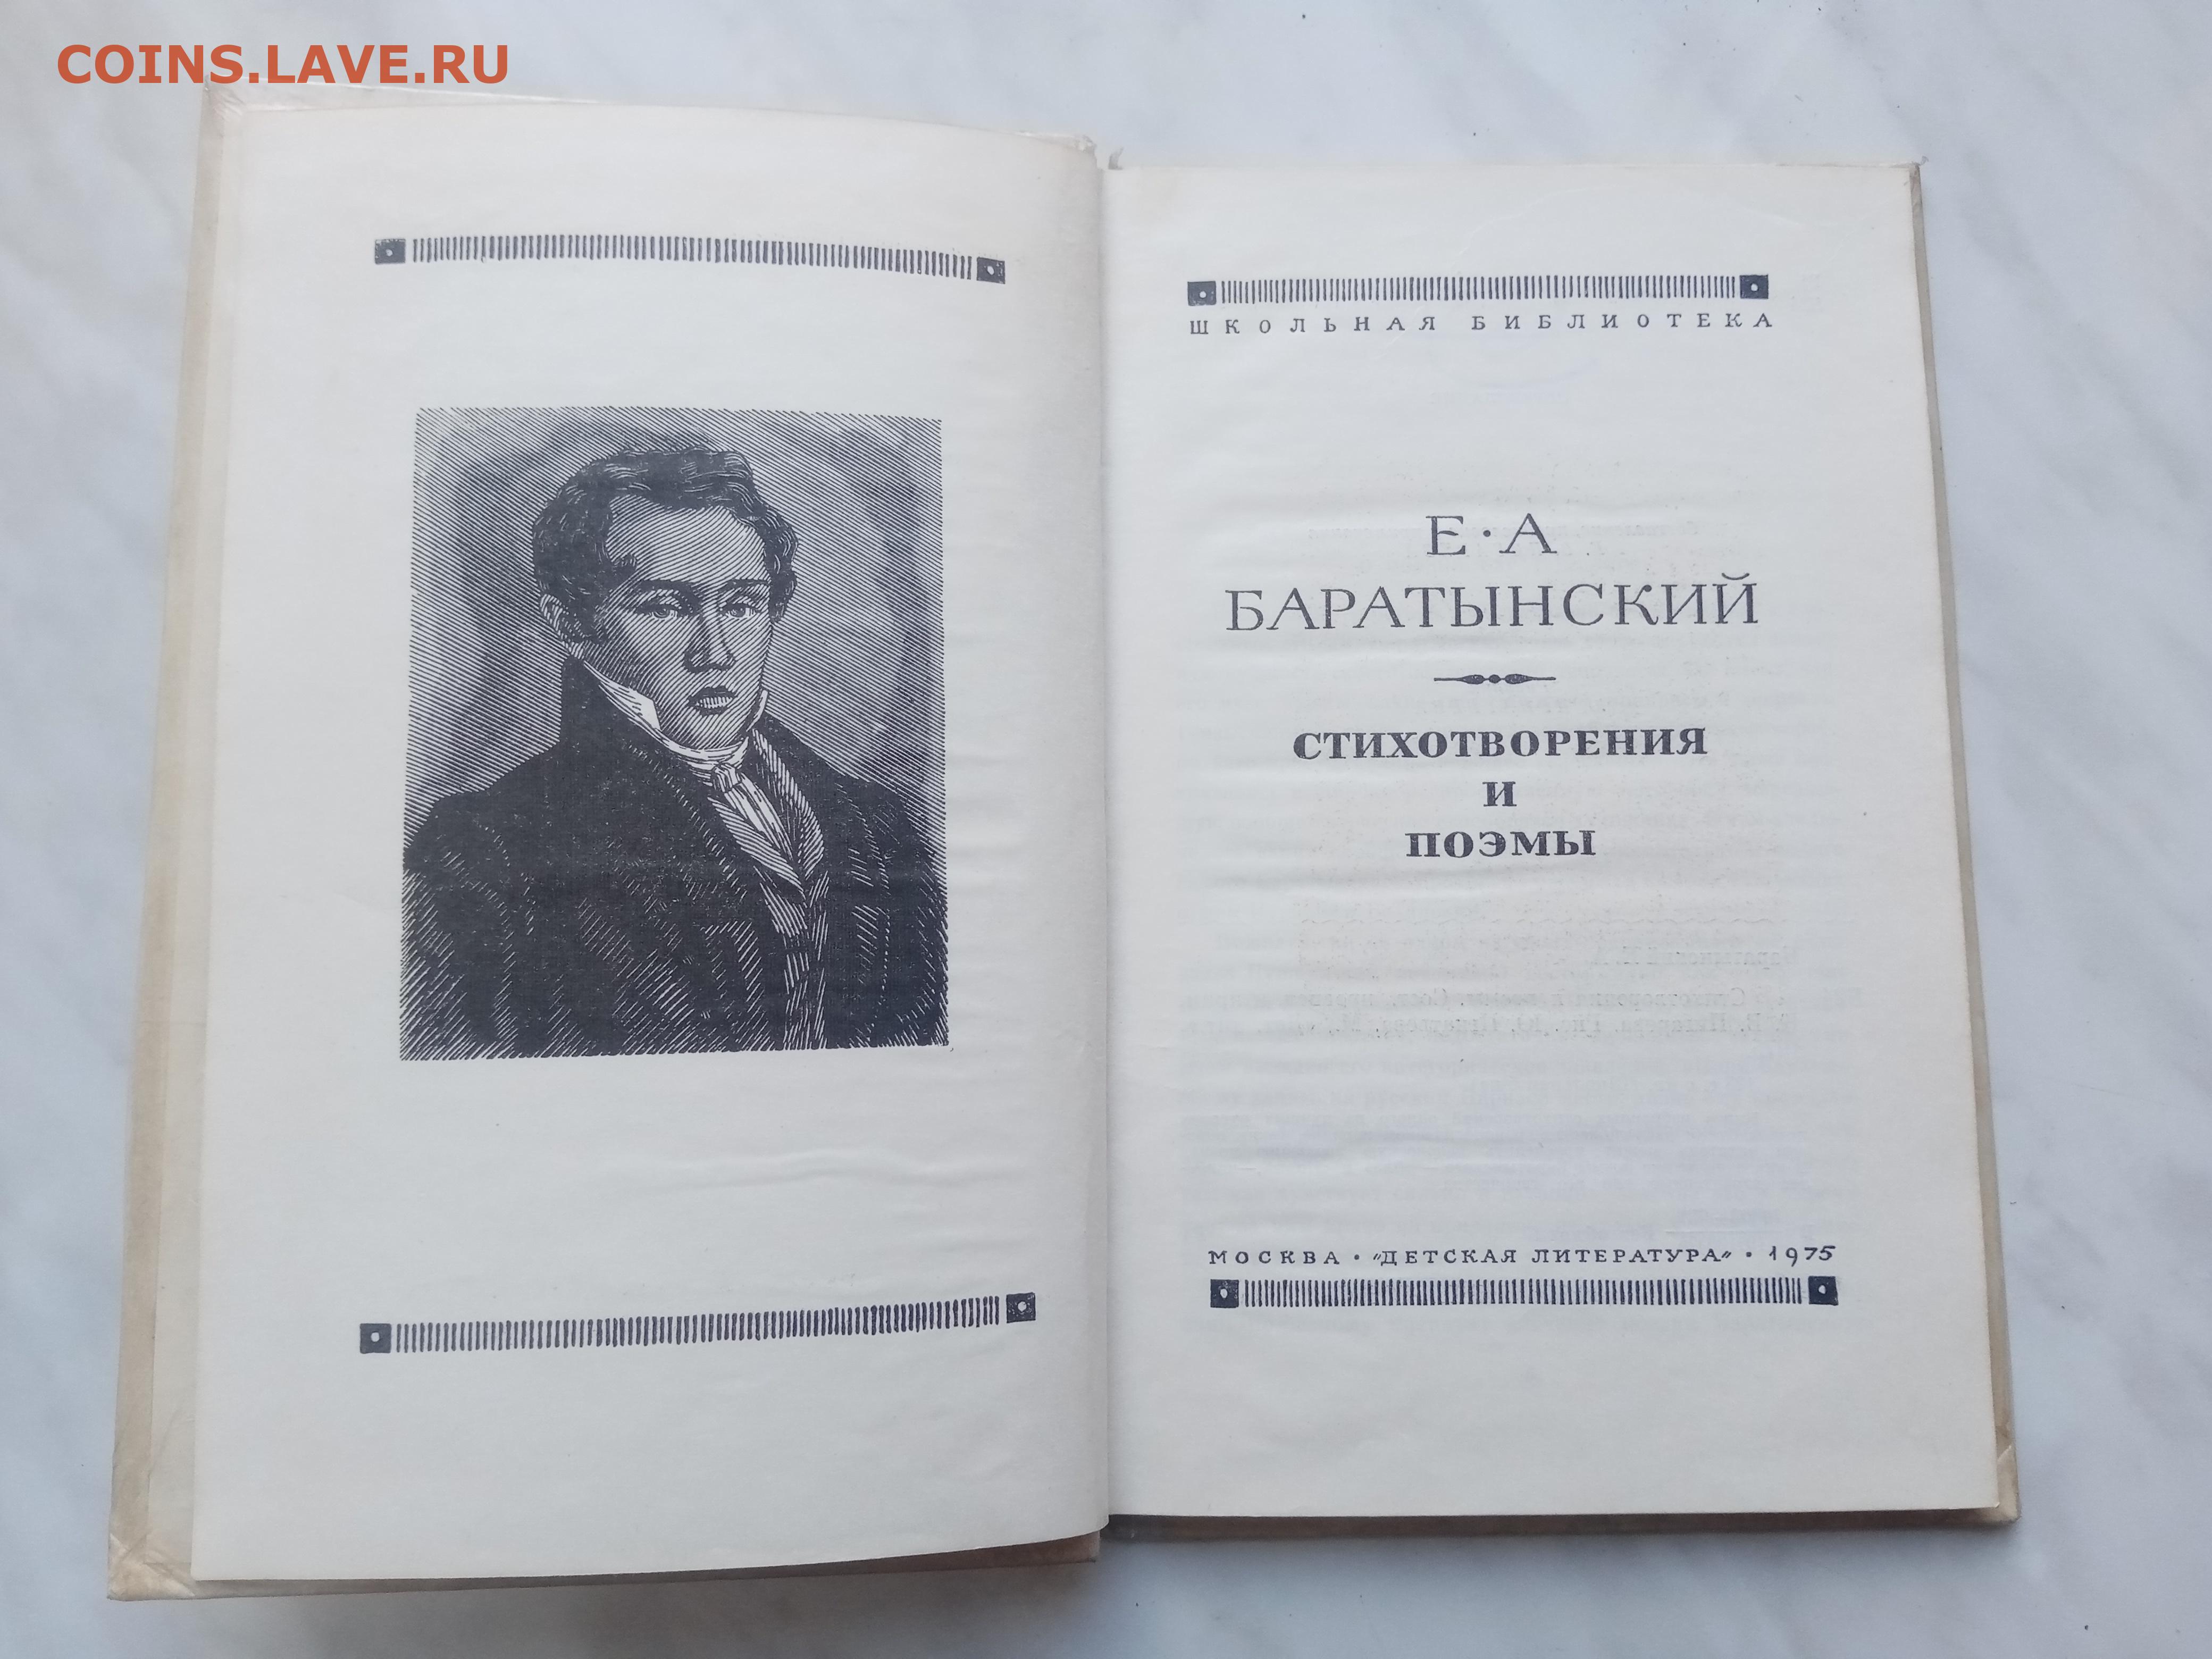 COINS.LAVE.RU
ШКОЛЬНАЯ БИБЛИОТЕКА
Е·А
БАРАТЫНСКИЙ
СТИХОТВОРЕНИЯ
И
ПОЭМЫ
МОСКВА · "ДЕТСКАЯ ЛИТЕРАТУРА" · 1975